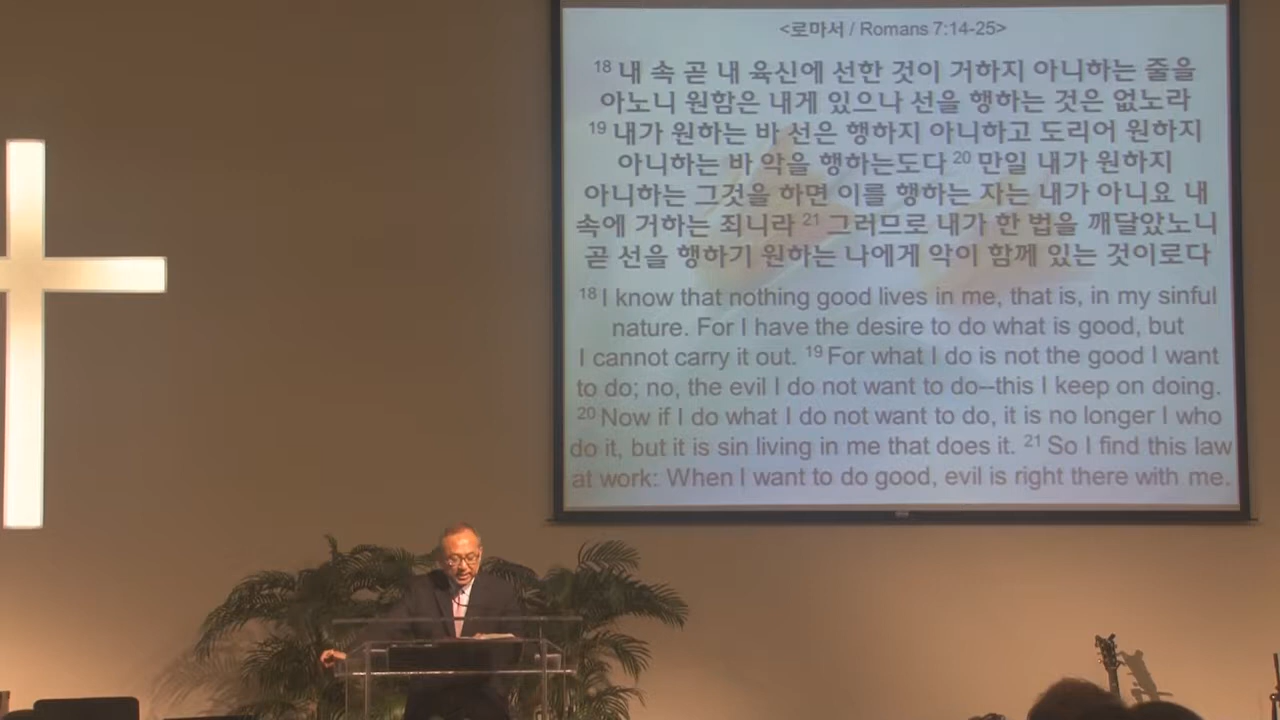 <로마서 / Romans 7:14-25>
18 내 속 곧 내 육신에 선한 것이 거하지 아니하는 줄을
아노니 원함은 내게 있으나 선을 행하는 것은 없노라
19 내가 원하는 바 선은 행하지 아니하고 도리어 원하지
아니하는 바 악을 행하는도다 20 만일 내가 원하지
아니하는 그것을 하면 이를 행하는 자는 내가 아니요 내
속에 거하는 죄니라 21 그러므로 내가 한 법을 깨달았노니
곧 선을 행하기 원하는 나에게 악이 함께 있는 것이로다
18 I know that nothing good lives in me, that is, in my sinful
nature. For I have the desire to do what is good, but
I cannot carry it out. 19 For what I do is not the good I want
to do; no, the evil I do not want to do--this I keep on doing.
20 Now if I do what I do not want to do, it is no longer I who
do it, but it is sin living in me that does it. 21 So I find this law
at work: When I want to do good, evil is right there with me.